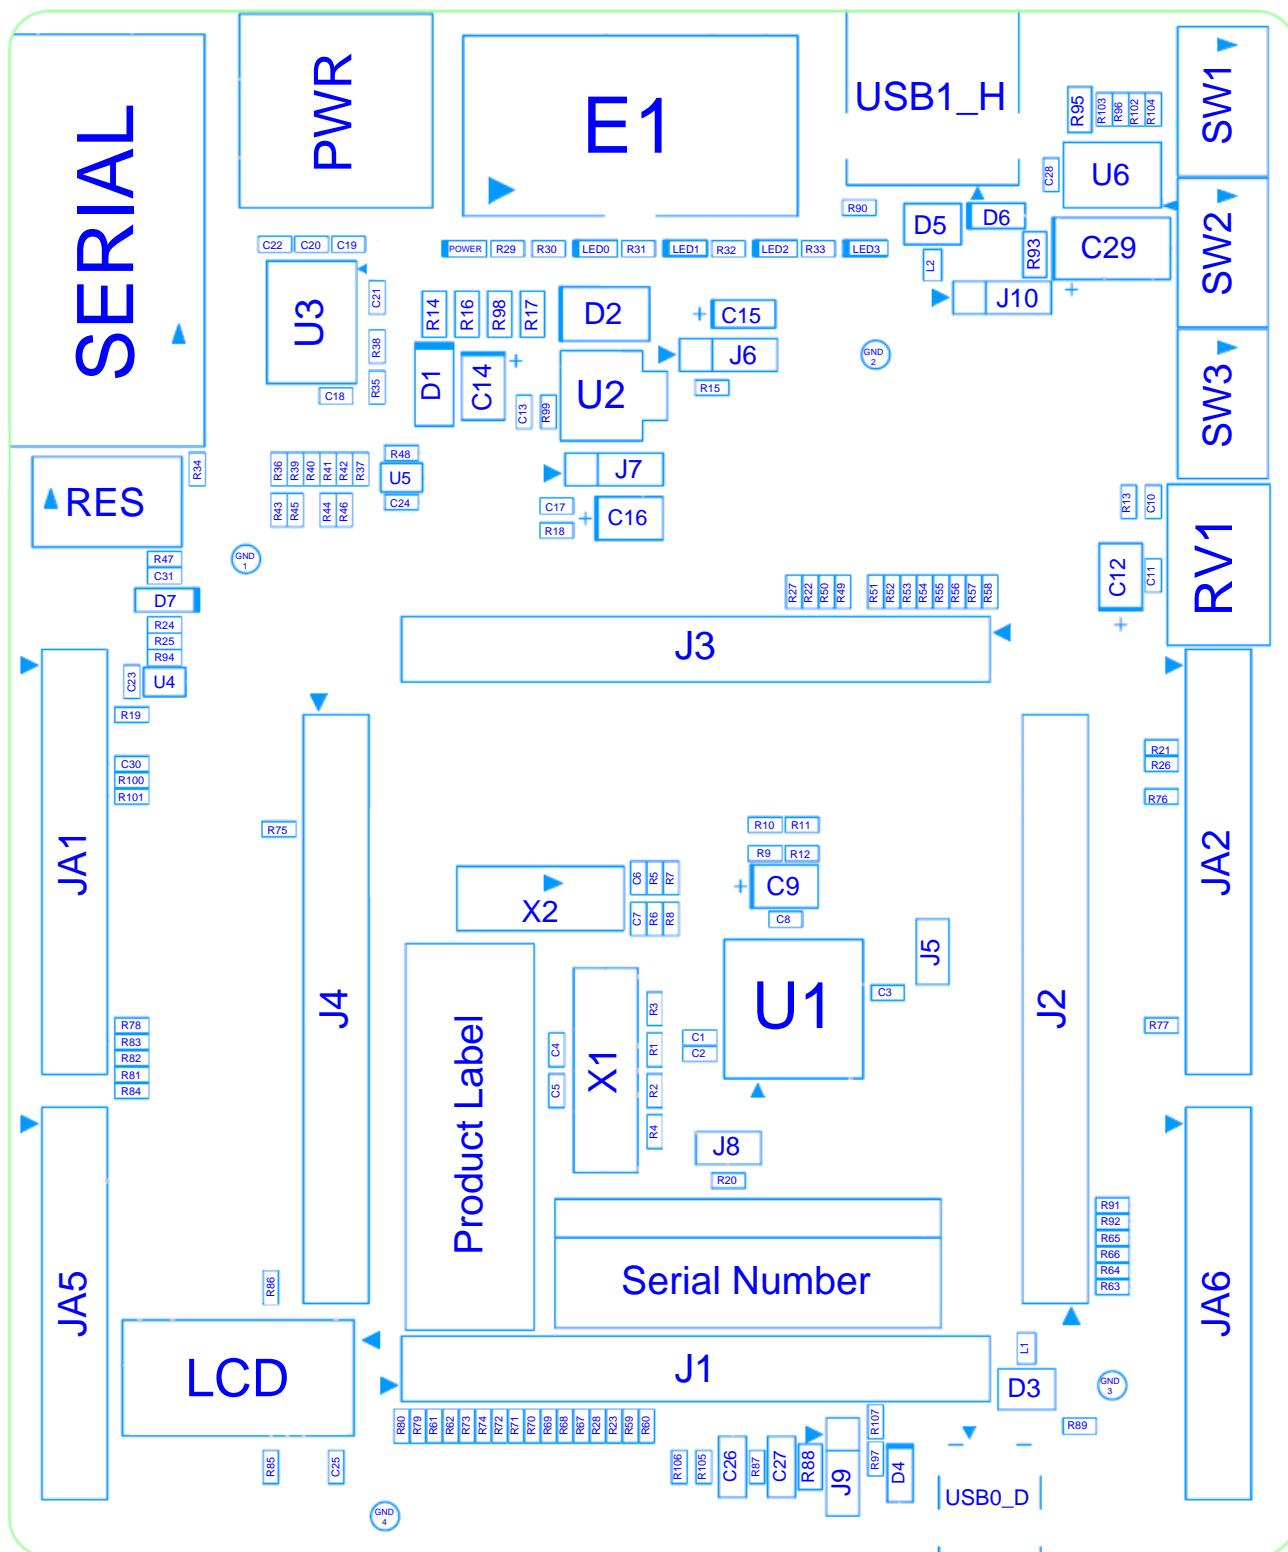 SERIAL
PWR
E1
USB1_H
R95
R103
R96
R102
R104
SW1
C28
U6
R90
D5
D6
R93
C29
SW2
C22
C20
C19
POWER
R29
R30
LED0
R31
LED1
R32
LED2
R33
LED3
L2
U3
C21
R14
R16
R98
R17
D2
C15
J10
R38
J6
GND
2
SW3
C18
R35
D1
C14
C13
R99
U2
R15
RES
R34
R36
R39
R40
R41
R42
R37
R48
U5
C24
J7
R43
R45
R44
R46
C17
R18
C16
R13
C10
RV1
GND
1
R47
C31
D7
R27
R22
R50
R49
R51
R52
R53
R54
R55
R56
R57
R58
C12
C11
R24
R25
R94
J3
C23
U4
R19
C30
R100
R101
JA1
R75
J4
R21
R26
R76
JA2
R10
R11
R9
R12
X2
C6
R5
R7
C7
R6
R8
C9
C8
U1
J5
C3
J2
Product Label
X1
C4
C5
R3
R1
R2
R4
C1
C2
R77
R78
R83
R82
R81
R84
J8
R20
JA5
Serial Number
R91
R92
R65
R66
R64
R63
JA6
R86
LCD
J1
L1
D3
GND
3
R80
R79
R61
R62
R73
R74
R72
R71
R70
R69
R68
R67
R28
R23
R59
R60
R107
R89
R85
C25
R106
R105
C26
R87
C27
R88
J9
R97
D4
USB0_D
GND
4